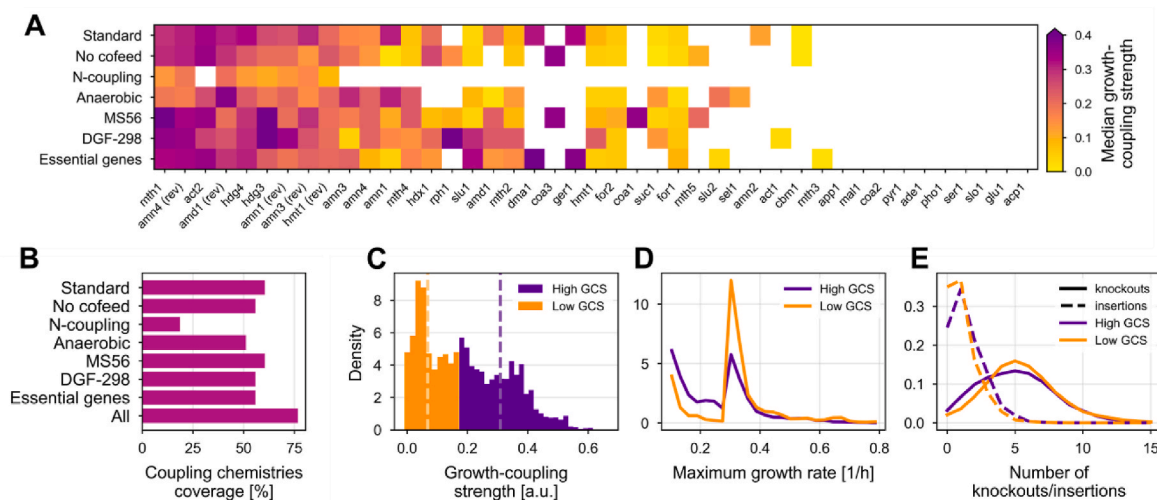 A
Standard
No cofeed
N-coupling
Anaerobic
MS56
DGF-298
Essential genes
mth1
amn4 (rev)
act2
amd1 (rev)
hdg4
hdg3
amn1 (rev)
amn3 (rev)
hmt1 (rev)
amn3
amn4
amn1
mth4
hdx1
rph1
slu1
amd1
mth2
dma1
coa3
ger1
hmt1
for2
coa1
suc1
for1
mth5
slu2
sel1
amn2
act1
cbm1
mth3
app1
mal1
coa2
pyr1
ade1
pho1
ser1
slo1
glu1
acp1
0.4
0.3
0.2
0.1
0.0
Median growth-
coupling strength
B
Standard
No cofeed
N-coupling
Anaerobic
MS56
DGF-298
Essential genes
All
0 25 50 75
Coupling chemistries
coverage [%]
C
High GCS
Low GCS
Density
8
6
4
2
0
0.0 0.2 0.4 0.6
Growth-coupling
strength [a.u.]
D
High GCS
Low GCS
10
5
0
0.2 0.4 0.6 0.8
Maximum growth rate [1/h]
E
knockouts
insertions
High GCS
Low GCS
0.3
0.2
0.1
0.0
0 5 10 15
Number of
knockouts/insertions